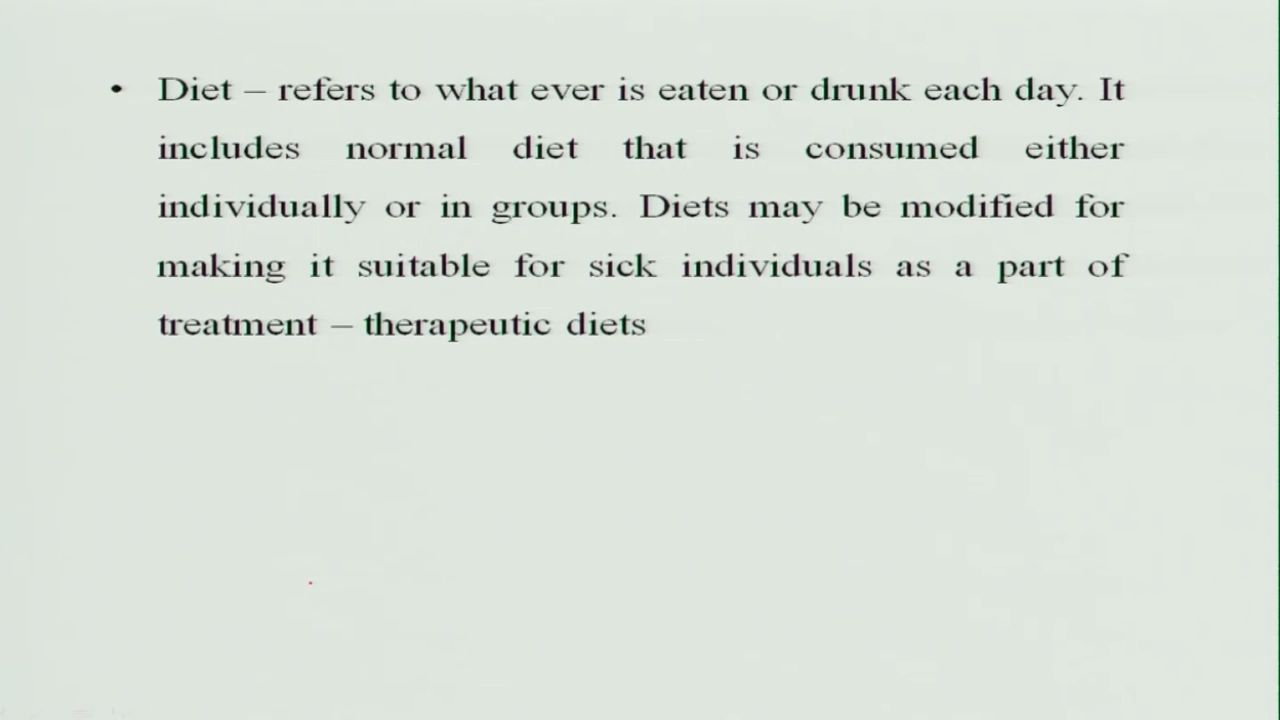 • Diet – refers to what ever is eaten or drunk each day. It
includes normal diet that is consumed either
individually or in groups. Diets may be modified for
making it suitable for sick individuals as a part of
treatment – therapeutic diets